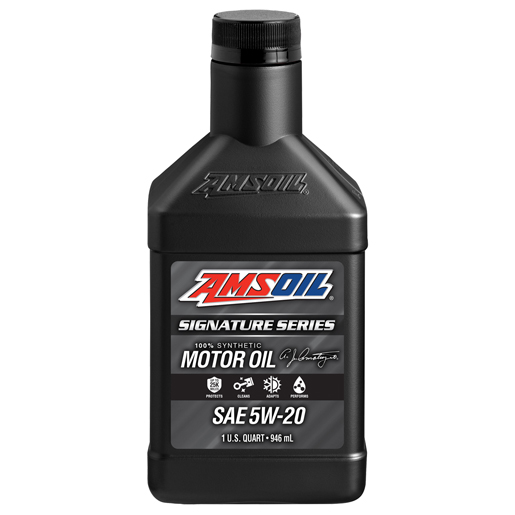 AMSOIL
AMSOIL®
SIGNATURE SERIES
100% SYNTHETIC
MOTOR OIL
25K
PROTECTS CLEANS ADAPTS PERFORMS
SAE 5W-20
1 U.S. QUART • 946 mL